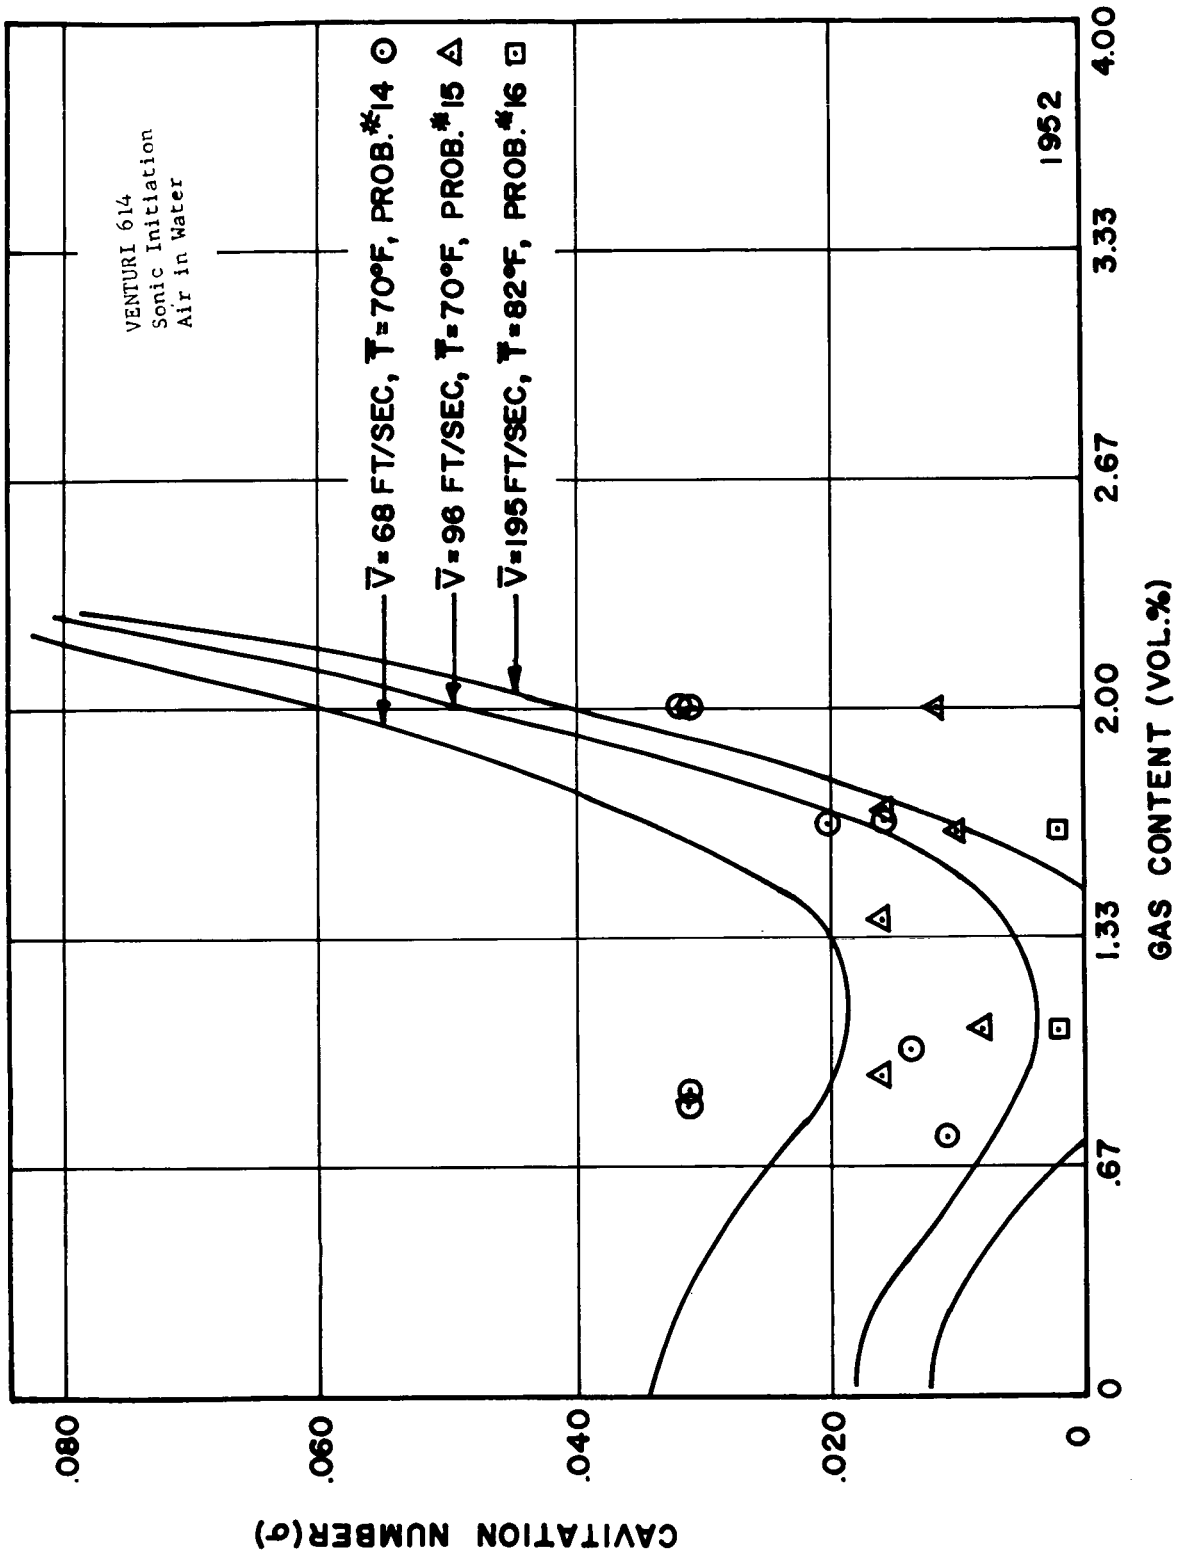 VENTURI 614
Sonic Initiation
Air in Water
V̄=68 FT/SEC, T̄=70°F, PROB.#14
V̄=96 FT/SEC, T̄=70°F, PROB.#15
V̄=195 FT/SEC, T̄=82°F, PROB.#16
1952
.080
.060
.040
.020
0
CAVITATION NUMBER(σ)
0
.67
1.33
2.00
2.67
3.33
4.00
GAS CONTENT (VOL.%)